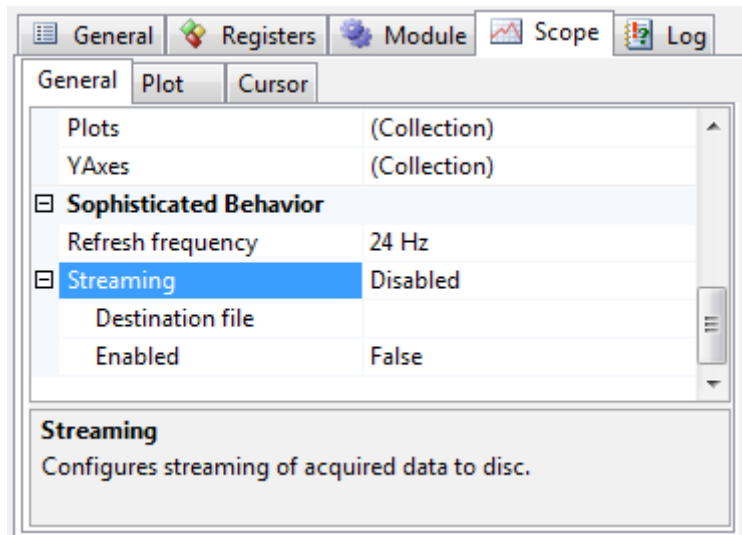 General Registers Module Scope Log
General Plot Cursor
Plots (Collection)
YAxes (Collection)
Sophisticated Behavior
Refresh frequency 24 Hz
Streaming Disabled
Destination file
Enabled False
Streaming
Configures streaming of acquired data to disc.